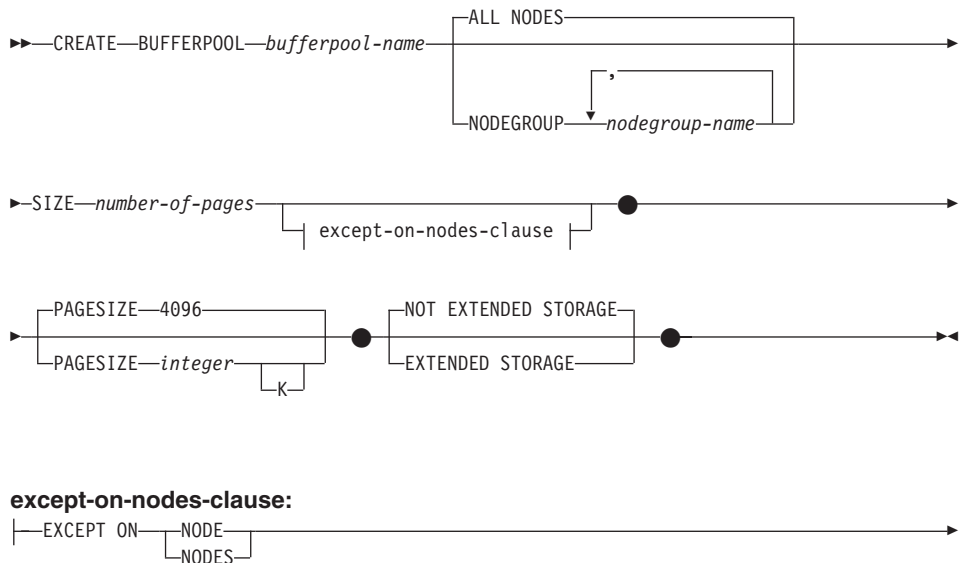 ALL NODES
CREATE BUFFERPOOL bufferpool-name
,
NODEGROUP nodegroup-name
SIZE number-of-pages
except-on-nodes-clause
PAGESIZE 4096
NOT EXTENDED STORAGE
PAGESIZE integer
EXTENDED STORAGE
K
except-on-nodes-clause:
EXCEPT ON NODE
NODES